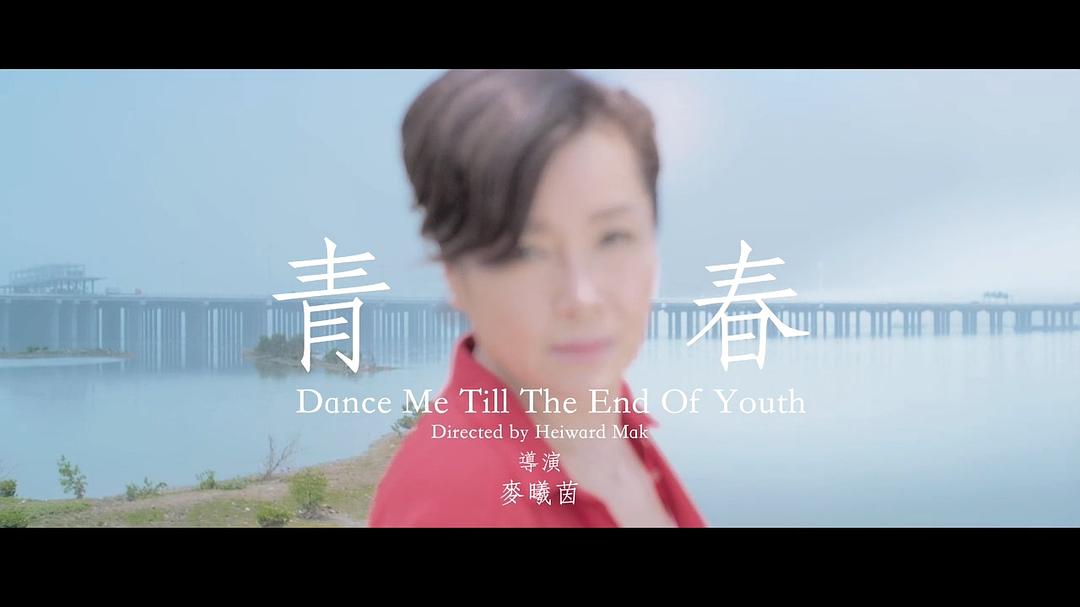 青春
Dance Me Till The End Of Youth
Directed by Heiward Mak
導演
麥曦茵